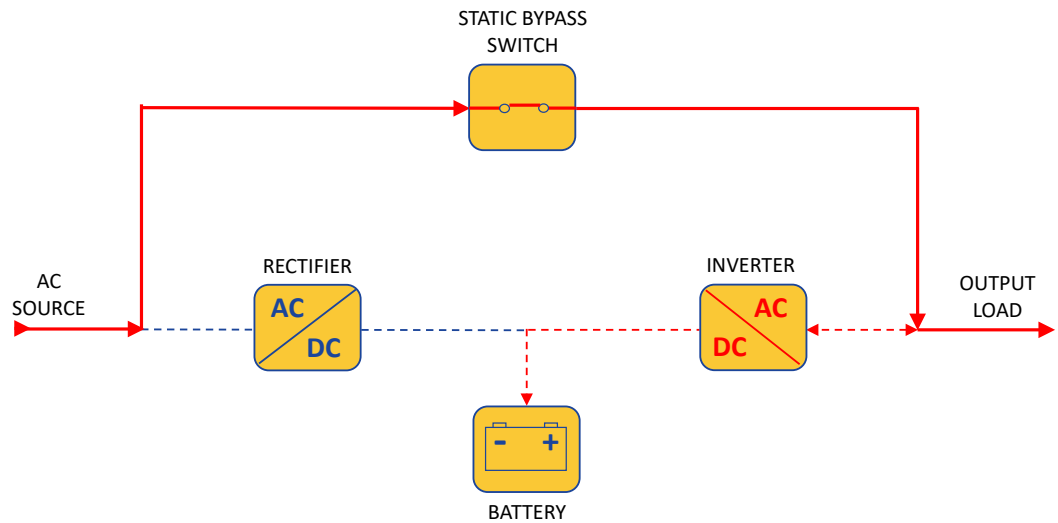 STATIC BYPASS
SWITCH
AC
SOURCE
RECTIFIER
AC
DC
INVERTER
AC
DC
OUTPUT
LOAD
- +
BATTERY